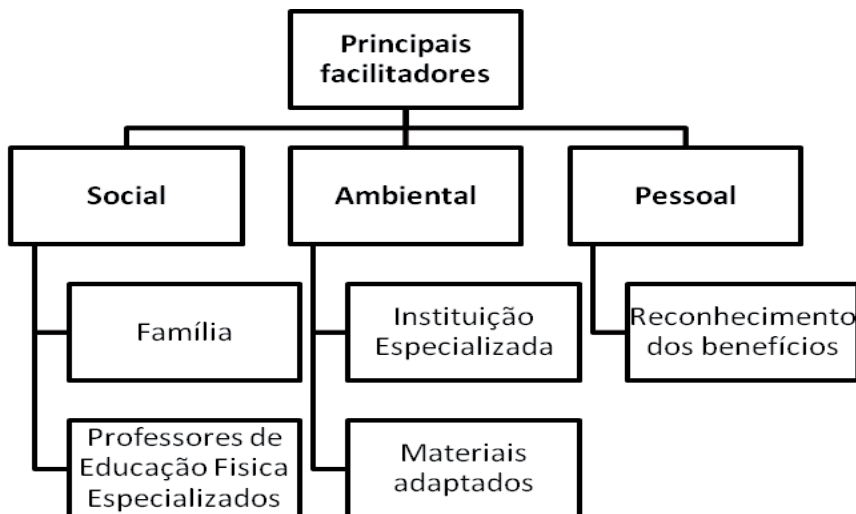 Principais
facilitadores
Social
Ambiental
Pessoal
Família
Instituição
Especializada
Reconhecimento
dos benefícios
Professores de
Educação Fisica
Especializados
Materiais
adaptados